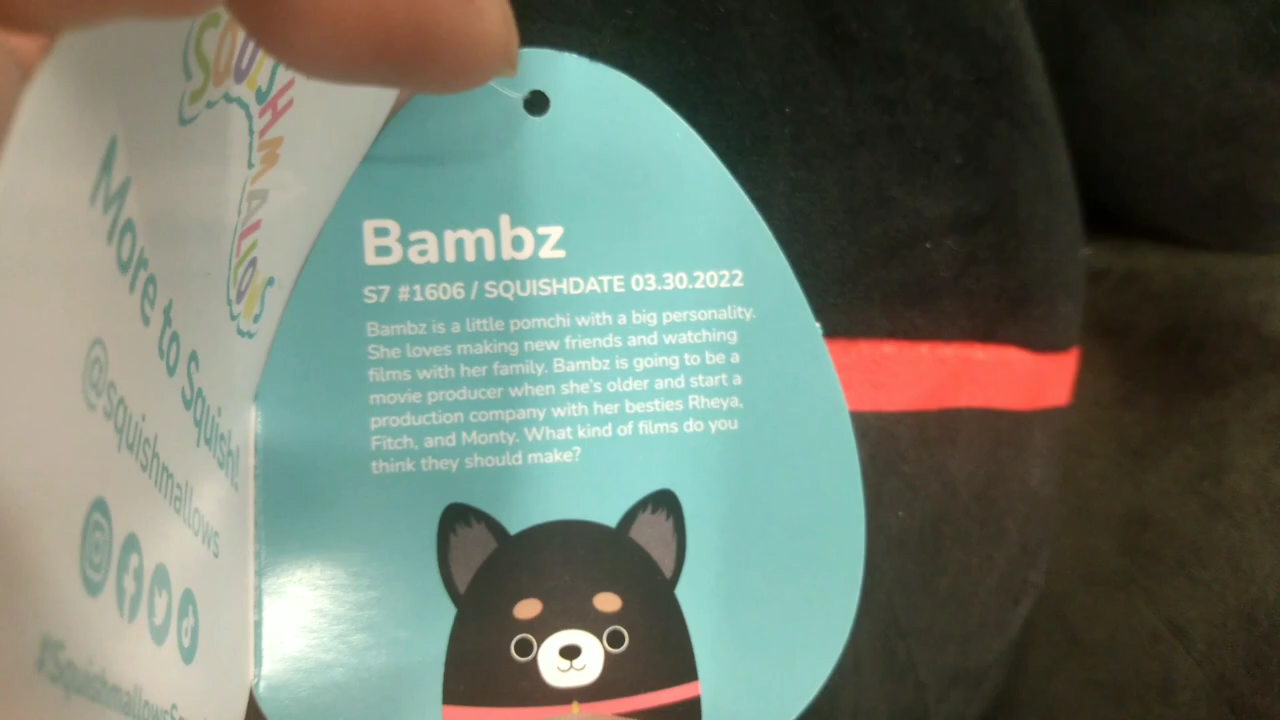 SQUISHMALLOWS
More to Squish!
@squishmallows
Bambz
S7 #1606 / SQUISHDATE 03.30.2022
Bambz is a little pomchi with a big personality.
She loves making new friends and watching
films with her family. Bambz is going to be a
movie producer when she's older and start a
production company with her besties Rheya,
Fitch, and Monty. What kind of films do you
think they should make?